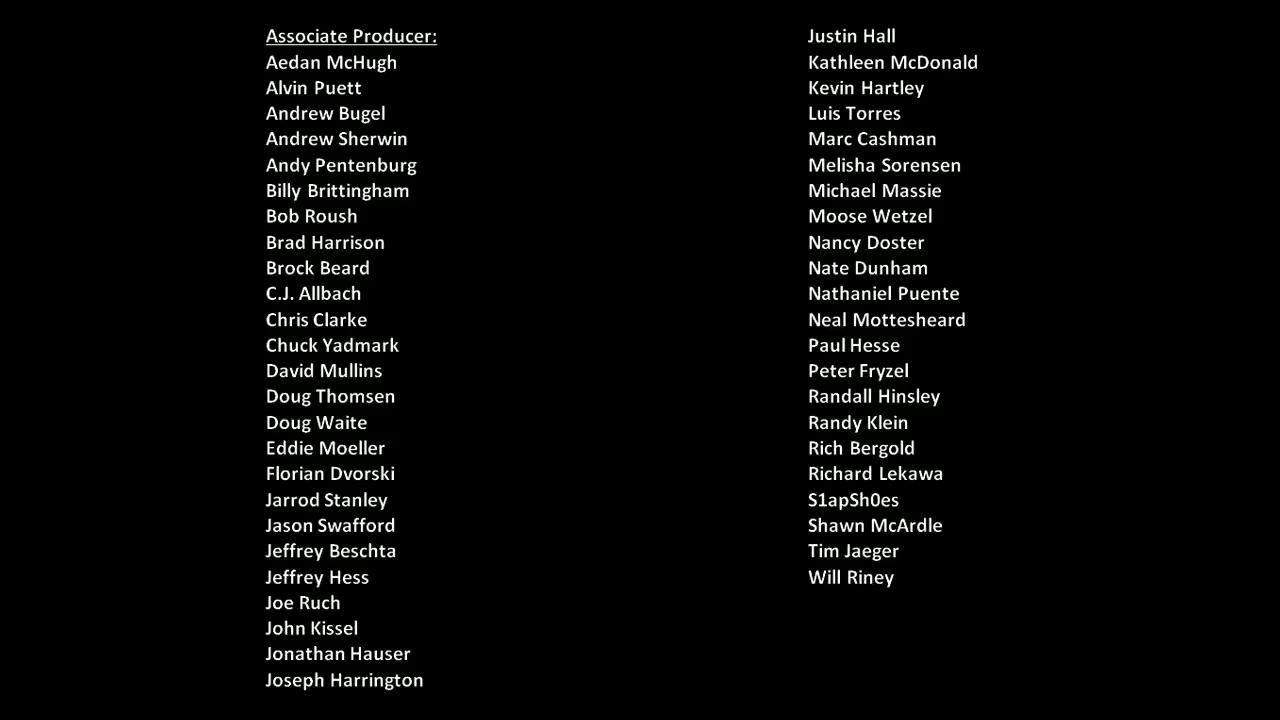 Associate Producer:
Aedan McHugh
Alvin Puett
Andrew Bugel
Andrew Sherwin
Andy Pentenburg
Billy Brittingham
Bob Roush
Brad Harrison
Brock Beard
C.J. Allbach
Chris Clarke
Chuck Yadmark
David Mullins
Doug Thomsen
Doug Waite
Eddie Moeller
Florian Dvorski
Jarrod Stanley
Jason Swafford
Jeffrey Beschta
Jeffrey Hess
Joe Ruch
John Kissel
Jonathan Hauser
Joseph Harrington
Justin Hall
Kathleen McDonald
Kevin Hartley
Luis Torres
Marc Cashman
Melisha Sorensen
Michael Massie
Moose Wetzel
Nancy Doster
Nate Dunham
Nathaniel Puente
Neal Mottesheard
Paul Hesse
Peter Fryzel
Randall Hinsley
Randy Klein
Rich Bergold
Richard Lekawa
S1apSh0es
Shawn McArdle
Tim Jaeger
Will Riney